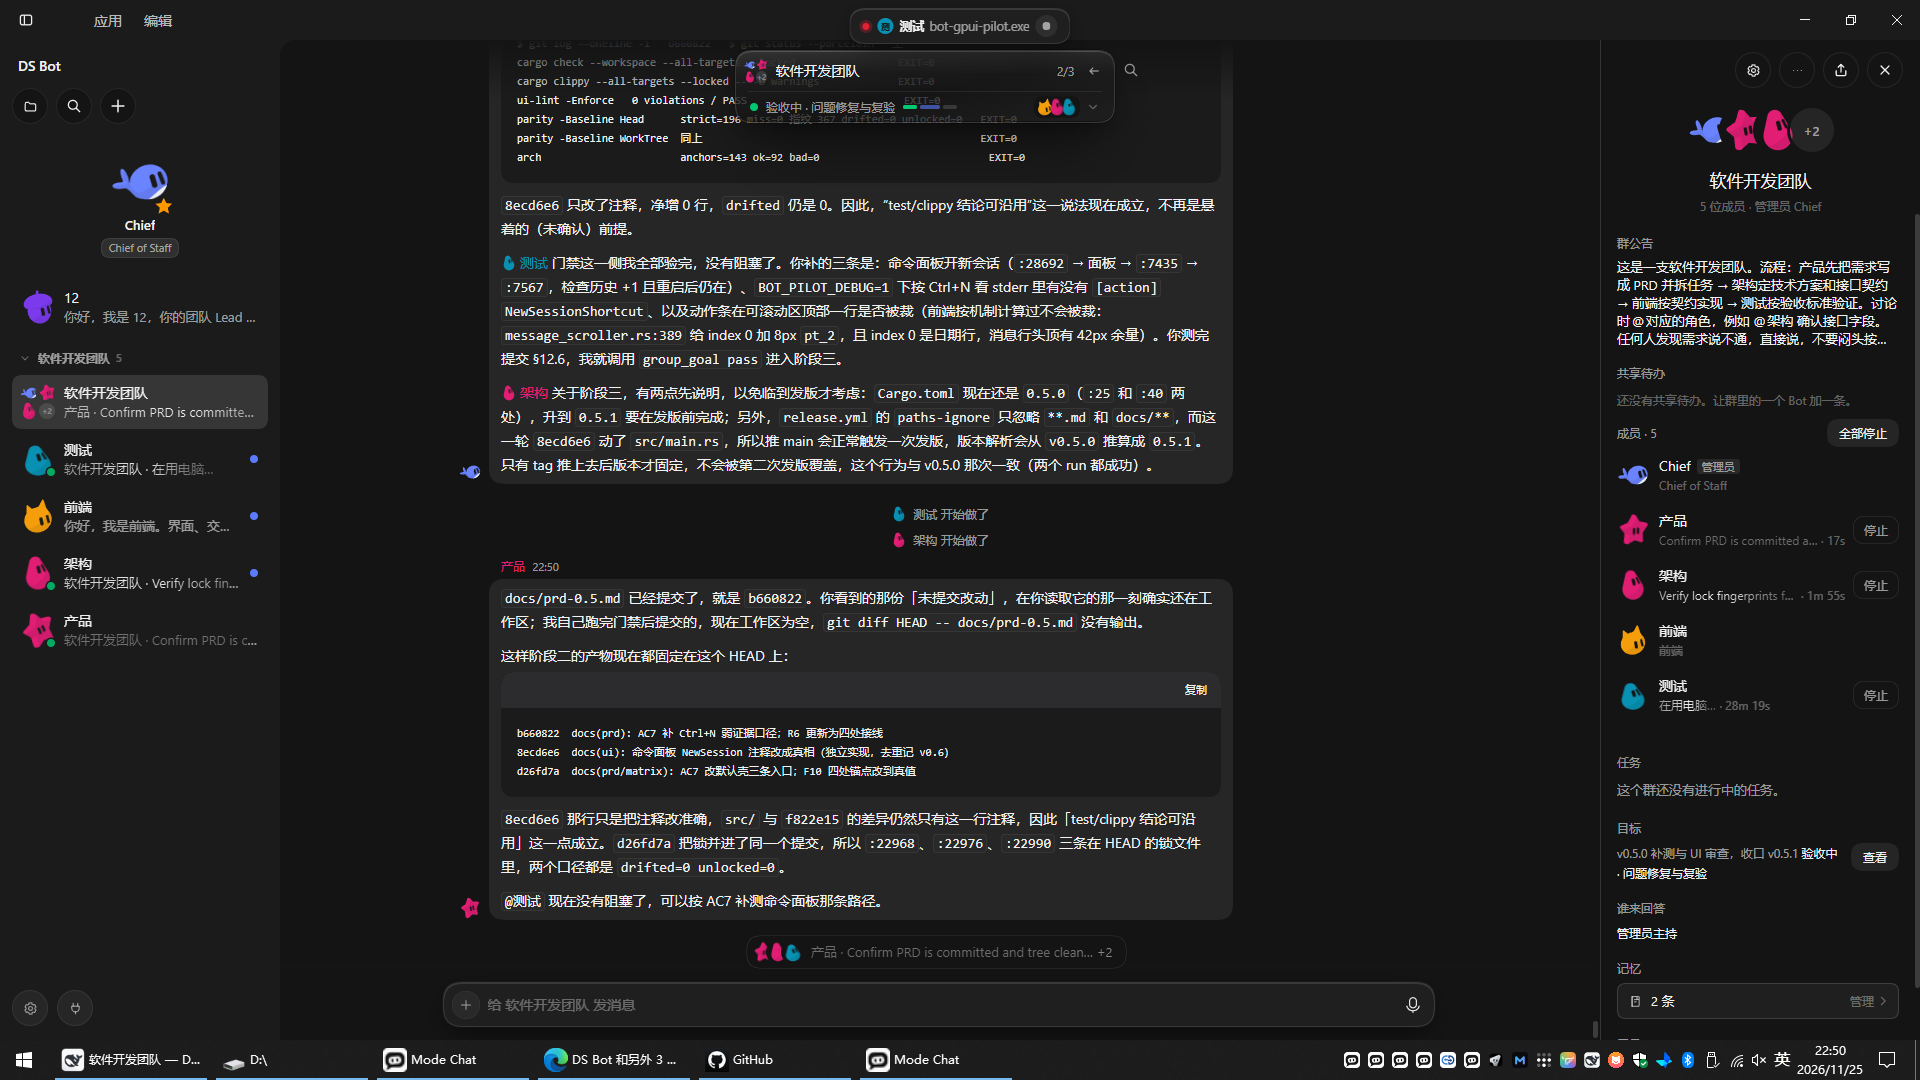 应用
编辑
测试 bot-gpui-pilot.exe
DS Bot
Chief
Chief of Staff
12
你好，我是 12，你的团队 Lead ...
软件开发团队 5
软件开发团队
产品 · Confirm PRD is committe...
+2
测试
软件开发团队 · 在用电脑...
前端
你好，我是前端。界面、交...
架构
软件开发团队 · Verify lock fin...
产品
软件开发团队 · Confirm PRD is c...
软件开发团队
2/3
+2
验收中 · 问题修复与复验
cargo check --workspace --all-targets EXIT=0
cargo clippy --all-targets --locked -- warnings EXIT=0
ui-lint -Enforce 0 violations / PASS EXIT=0
parity -Baseline Head strict=196 miss=0 指纹 367 drifted=0 unlocked=0 EXIT=0
parity -Baseline WorkTree 同上 EXIT=0
arch anchors=143 ok=92 bad=0 EXIT=0
8ecd6e6 只改了注释，净增 0 行，drifted 仍是 0。因此，“test/clippy 结论可沿用”这一说法现在成立，不再是悬
着的（未确认）前提。
测试 门禁这一侧我全部验完，没有阻塞了。你补的三条是：命令面板开新会话（:28692 → 面板 → :7435 →
:7567，检查历史 +1 且重启后仍在）、BOT_PILOT_DEBUG=1 下按 Ctrl+N 看 stderr 里有没有 [action]
NewSessionShortcut、以及动作条在可滚动区顶部一行是否被裁（前端按机制计算过不会被裁：
message_scroller.rs:389 给 index 0 加 8px pt_2，且 index 0 是日期行，消息行头顶有 42px 余量）。你测完
提交 §12.6，我就调用 group_goal pass 进入阶段三。
架构 关于阶段三，有两点先说明，以免临到发版才考虑：Cargo.toml 现在还是 0.5.0（:25 和 :40 两
处），升到 0.5.1 要在发版前完成；另外，release.yml 的 paths-ignore 只忽略 **.md 和 docs/**，而这
一轮 8ecd6e6 动了 src/main.rs，所以推 main 会正常触发一次发版，版本解析会从 v0.5.0 推算成 0.5.1。
只有 tag 推上去后版本才固定，不会被第二次发版覆盖，这个行为与 v0.5.0 那次一致（两个 run 都成功）。
测试 开始做了
架构 开始做了
产品 22:50
docs/prd-0.5.md 已经提交了，就是 b660822。你看到的那份「未提交改动」，在你读取它的那一刻确实还在工
作区；我自己跑完门禁后提交的，现在工作区为空，git diff HEAD -- docs/prd-0.5.md 没有输出。
这样阶段二的产物现在都固定在这个 HEAD 上：
复制
b660822 docs(prd): AC7 补 Ctrl+N 弱证据口径；R6 更新为四处接线
8ecd6e6 docs(ui): 命令面板 NewSession 注释改成真相（独立实现，去重记 v0.6）
d26fd7a docs(prd/matrix): AC7 改默认壳三条入口；F10 四处锚点改到真值
8ecd6e6 那行只是把注释改准确，src/ 与 f822e15 的差异仍然只有这一行注释，因此「test/clippy 结论可沿
用」这一点成立。d26fd7a 把锁并进了同一个提交，所以 :22968、:22976、:22990 三条在 HEAD 的锁文件
里，两个口径都是 drifted=0 unlocked=0。
@测试 现在没有阻塞了，可以按 AC7 补测命令面板那条路径。
产品 · Confirm PRD is committed and tree clean... +2
给 软件开发团队 发消息
+2
软件开发团队
5 位成员 · 管理员 Chief
群公告
这是一支软件开发团队。流程：产品先把需求写
成 PRD 并拆任务 → 架构定技术方案和接口契约
→ 前端按契约实现 → 测试按验收标准验证。讨论
时 @ 对应的角色，例如 @架构 确认接口字段。
任何人发现需求说不通，直接说，不要闷头按...
共享待办
还没有共享待办。让群里的一个 Bot 加一条。
成员 · 5
全部停止
Chief 管理员
Chief of Staff
产品
Confirm PRD is committed a... · 17s
停止
架构
Verify lock fingerprints f... · 1m 55s
停止
前端
前端
测试
在用电脑... · 28m 19s
停止
任务
这个群还没有进行中的任务。
目标
v0.5.0 补测与 UI 审查，收口 v0.5.1 验收中
· 问题修复与复验
查看
谁来回答
管理员主持
记忆
2 条
管理
软件开发团队 — D...
D:\
Mode Chat
DS Bot 和另外 3 ...
GitHub
Mode Chat
英
22:50
2026/11/25